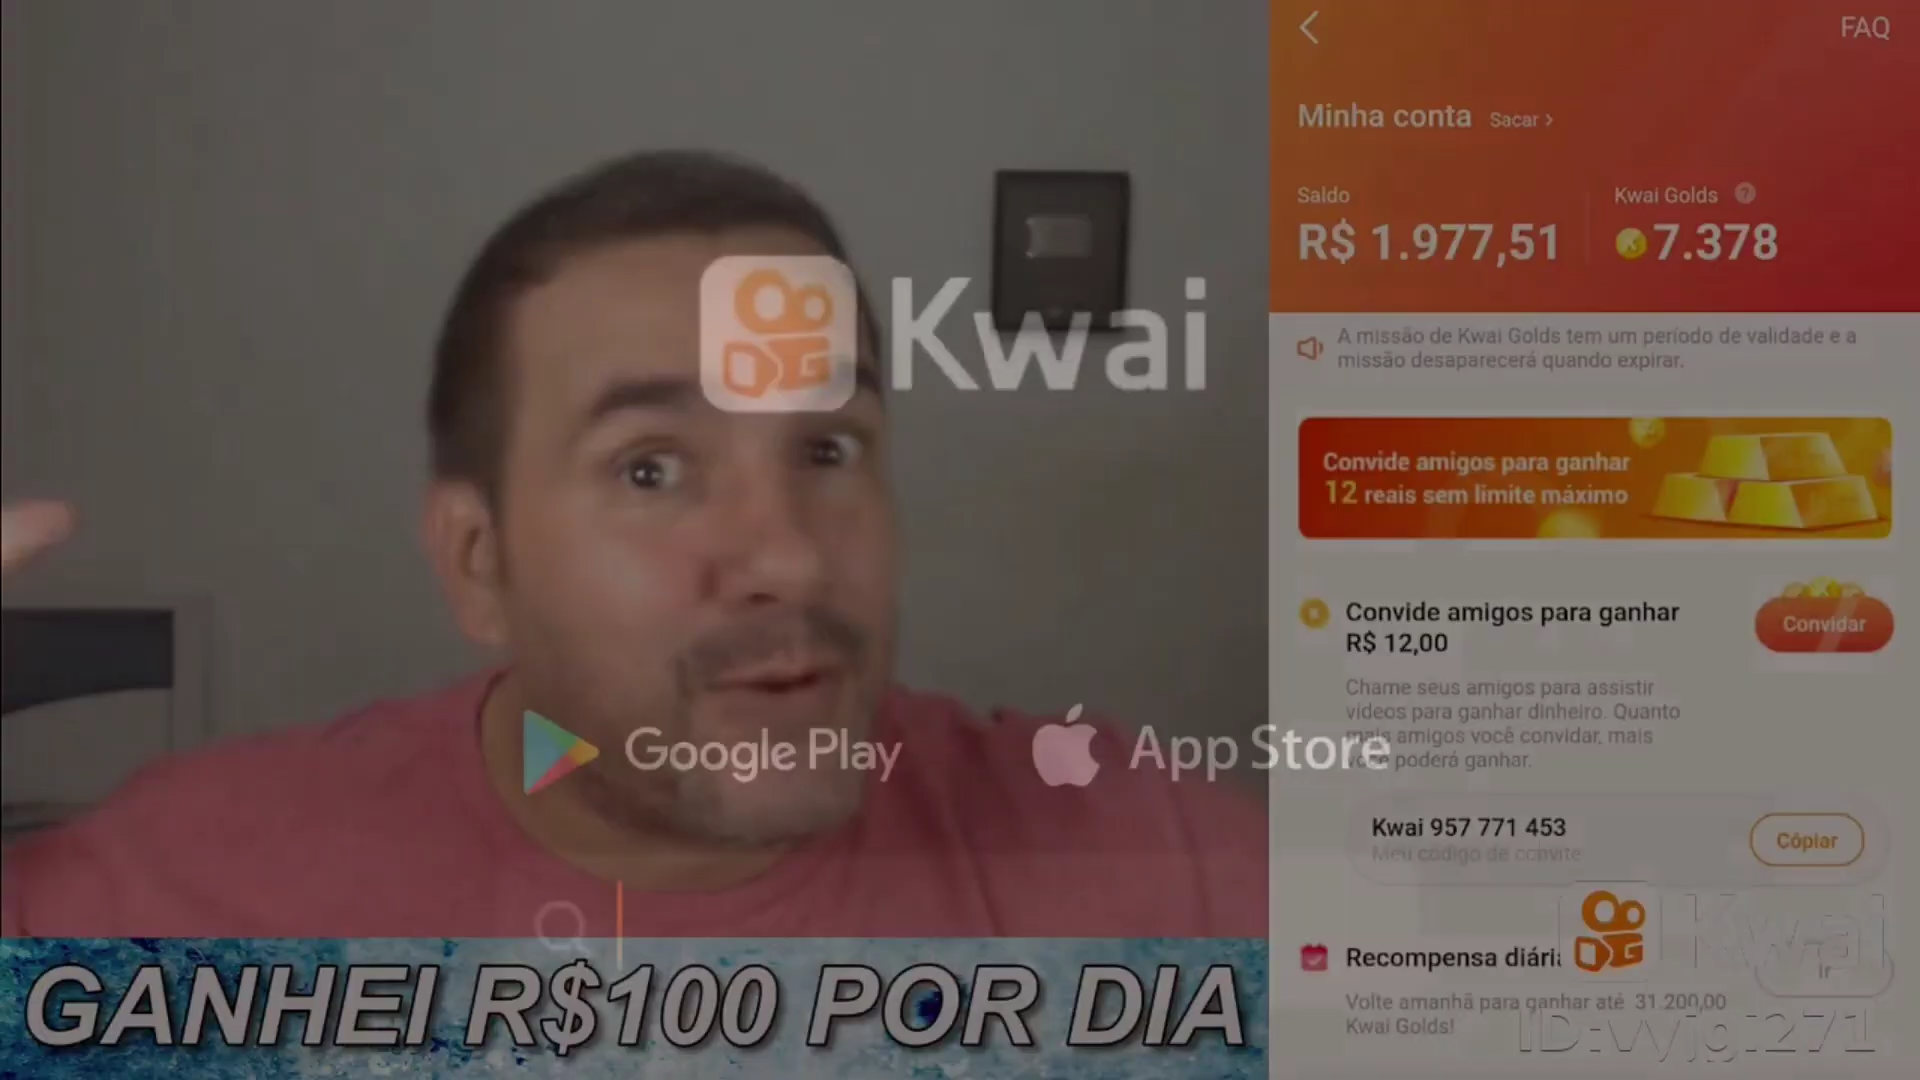 FAQ
Minha conta Sacar >
Saldo
Kwai Golds ?
R$ 1.977,51
7.378
Kwai
A missão de Kwai Golds tem um período de validade e a
missão desaparecerá quando expirar.
Convide amigos para ganhar
12 reais sem limite máximo
Convide amigos para ganhar
R$ 12,00
Convidar
Chame seus amigos para assistir
vídeos para ganhar dinheiro. Quanto
mais amigos você convidar, mais
você poderá ganhar.
Google Play
App Store
Kwai 957 771 453
Meu código de convite
Cópiar
Kwai
Recompensa diári
Ir
Volte amanhã para ganhar até 31.200,00
Kwai Golds!
GANHEI R$100 POR DIA